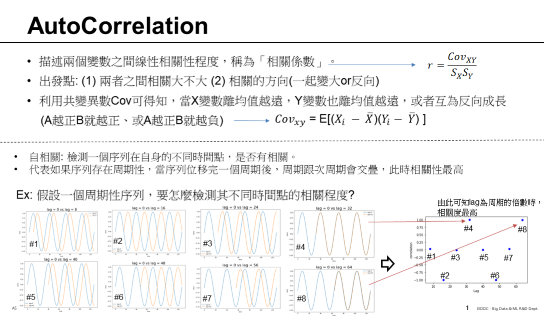 AutoCorrelation
• 描述兩個變數之間線性相關性程度，稱為「相關係數」。
r = Cov_XY / S_X S_Y
• 出發點: (1) 兩者之間相關大不大 (2) 相關的方向(一起變大or反向)
• 利用共變異數Cov可得知，當X變數離均值越遠，Y變數也離均值越遠，或者互為反向成長
(A越正B就越正、或A越正B就越負)
Cov_xy = E[(X_i − X̄)(Y_i − Ȳ) ]
• 自相關: 檢測一個序列在自身的不同時間點，是否有相關。
• 代表如果序列存在周期性，當序列位移完一個周期後，周期跟次周期會交疊，此時相關性最高
Ex: 假設一個周期性序列，要怎麼檢測其不同時間點的相關程度?
由此可知lag為周期的倍數時，
相關度最高
lag = 0 vs lag = 8
lag = 0 vs lag = 16
lag = 0 vs lag = 24
lag = 0 vs lag = 32
#1
#2
#3
#4
lag = 0 vs lag = 40
lag = 0 vs lag = 48
lag = 0 vs lag = 56
lag = 0 vs lag = 64
#5
#6
#7
#8
#4
#8
#1
#3
#5
#7
#2
#6
1